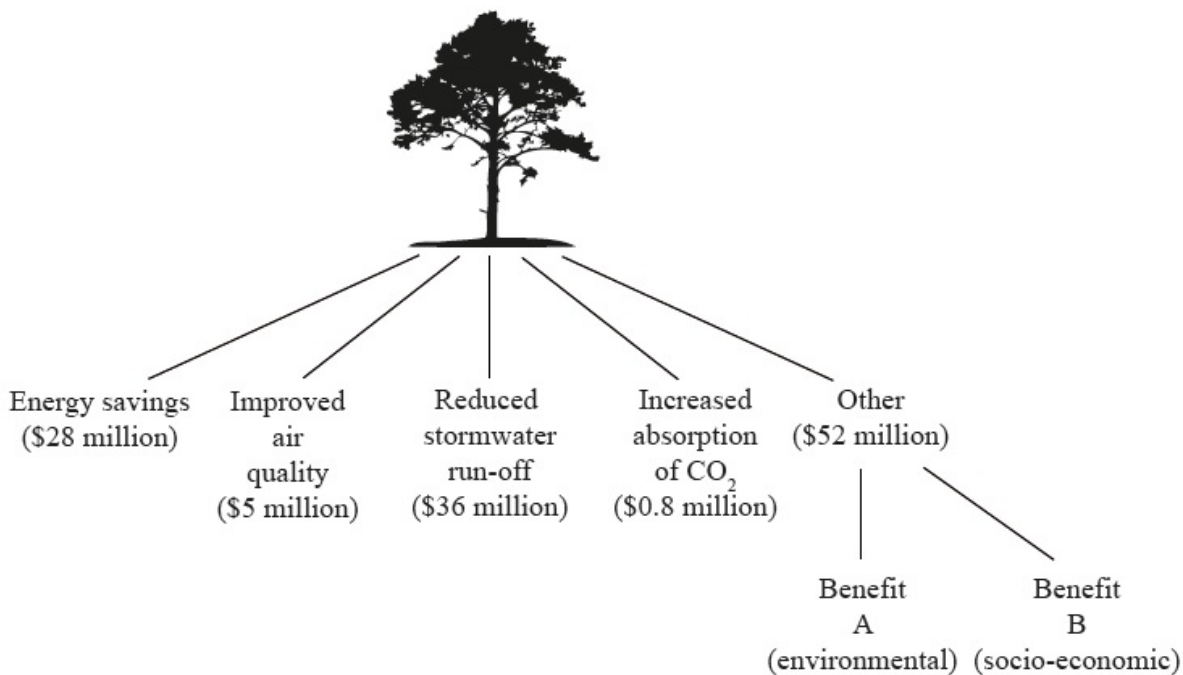 Energy savings
($28 million)
Improved
air
quality
($5 million)
Reduced
stormwater
run-off
($36 million)
Increased
absorption
of CO₂
($0.8 million)
Other
($52 million)
Benefit
A
(environmental)
Benefit
B
(socio-economic)